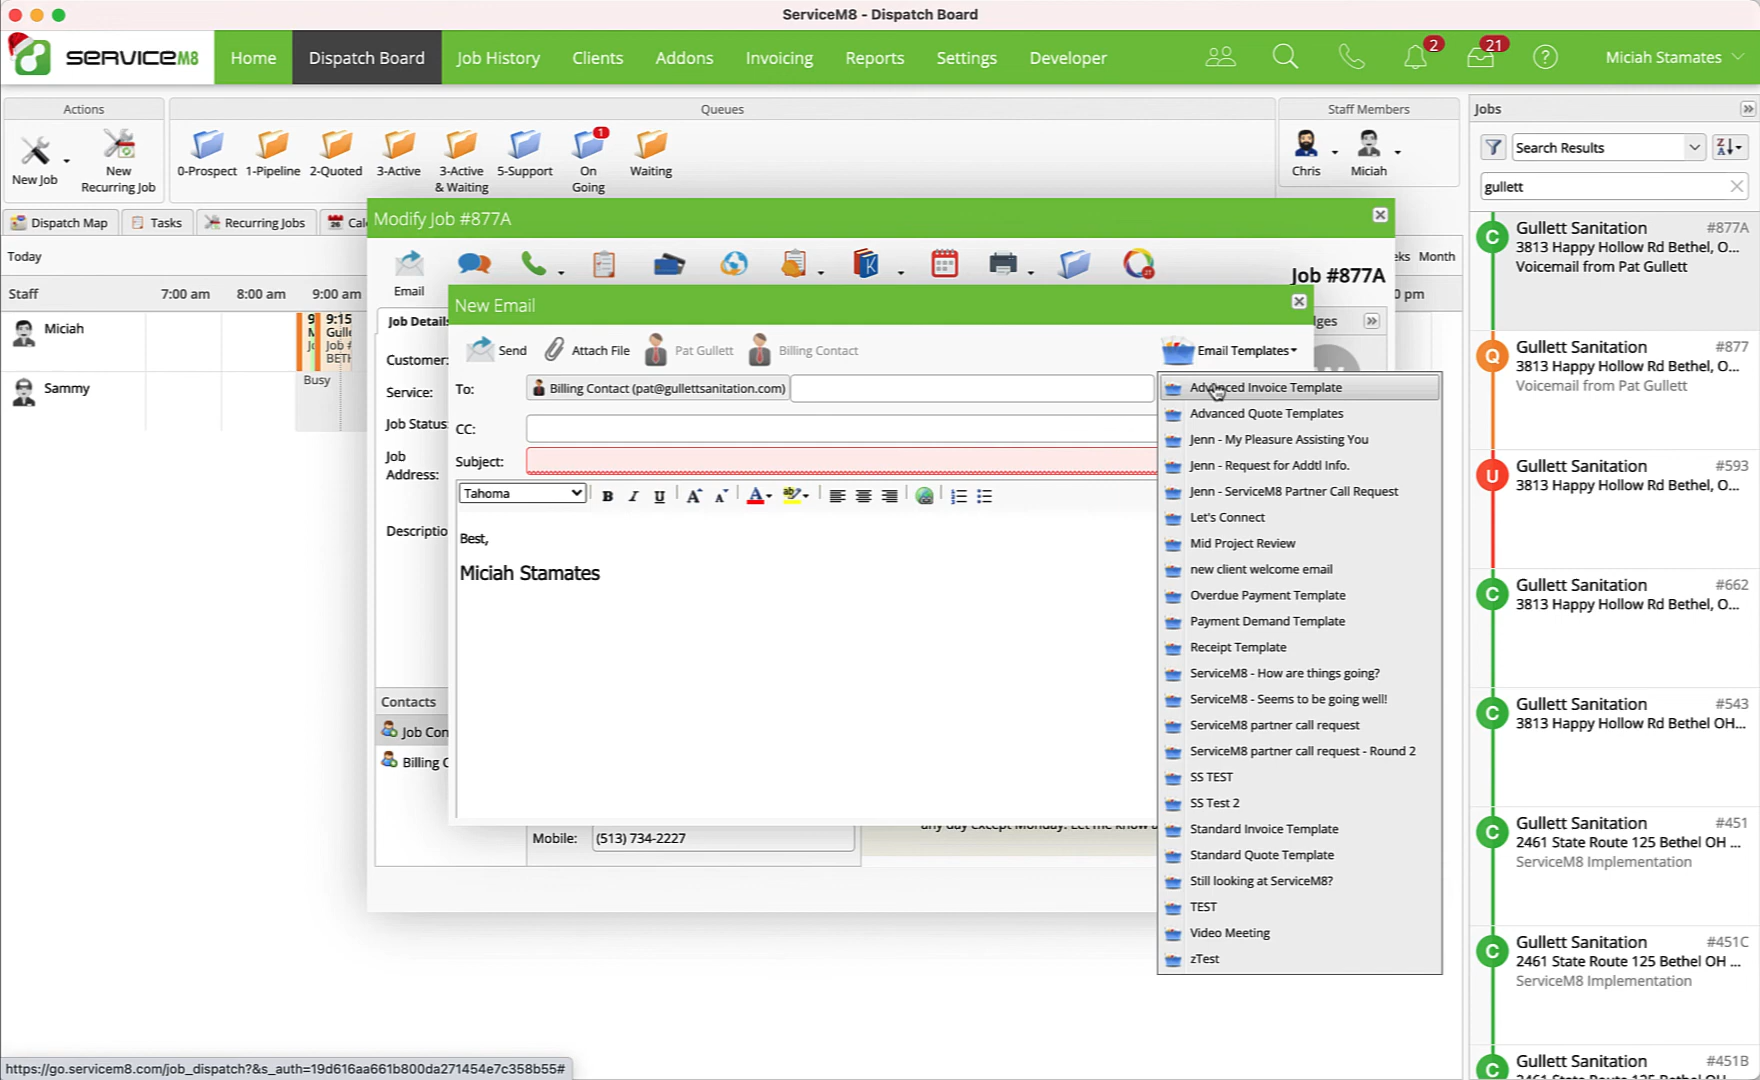 ServiceM8 - Dispatch Board
SERVICEM8
Home
Dispatch Board
Job History
Clients
Addons
Invoicing
Reports
Settings
Developer
2
21
Miciah Stamates
Actions
New Job
New
Recurring Job
Queues
0-Prospect
1-Pipeline
2-Quoted
3-Active
3-Active
& Waiting
5-Support
1
On
Going
Waiting
Staff Members
Chris
Miciah
Jobs
Search Results
gullett
Dispatch Map
Tasks
Recurring Jobs
Today
Month
Staff
7:00 am
8:00 am
9:00 am
Miciah
9:15
Job #
Sammy
Busy
Modify Job #877A
Email
Job #877A
Customer:
Service:
Job Status:
Job
Address:
Contacts
Mobile:
(513) 734-2227
any day except Monday. Let me know
New Email
Send
Attach File
Pat Gullett
Billing Contact
Email Templates
To:
Billing Contact (pat@gullettsanitation.com)
CC:
Subject:
Tahoma
B I U A A A ab
Best,
Miciah Stamates
Advanced Invoice Template
Advanced Quote Templates
Jenn - My Pleasure Assisting You
Jenn - Request for Addtl Info.
Jenn - ServiceM8 Partner Call Request
Let's Connect
Mid Project Review
new client welcome email
Overdue Payment Template
Payment Demand Template
Receipt Template
ServiceM8 - How are things going?
ServiceM8 - Seems to be going well!
ServiceM8 partner call request
ServiceM8 partner call request - Round 2
SS TEST
SS Test 2
Standard Invoice Template
Standard Quote Template
Still looking at ServiceM8?
TEST
Video Meeting
zTest
C
Gullett Sanitation #877A
3813 Happy Hollow Rd Bethel, O...
Voicemail from Pat Gullett
Q
Gullett Sanitation #877
3813 Happy Hollow Rd Bethel, O...
Voicemail from Pat Gullett
U
Gullett Sanitation #593
3813 Happy Hollow Rd Bethel, O...
C
Gullett Sanitation #662
3813 Happy Hollow Rd Bethel, O...
C
Gullett Sanitation #543
3813 Happy Hollow Rd Bethel OH...
C
Gullett Sanitation #451
2461 State Route 125 Bethel OH ...
ServiceM8 Implementation
C
Gullett Sanitation #451C
2461 State Route 125 Bethel OH ...
ServiceM8 Implementation
C
Gullett Sanitation #451B
https://go.servicem8.com/job_dispatch?&s_auth=19d616aa661b800da271454e7c358b55#